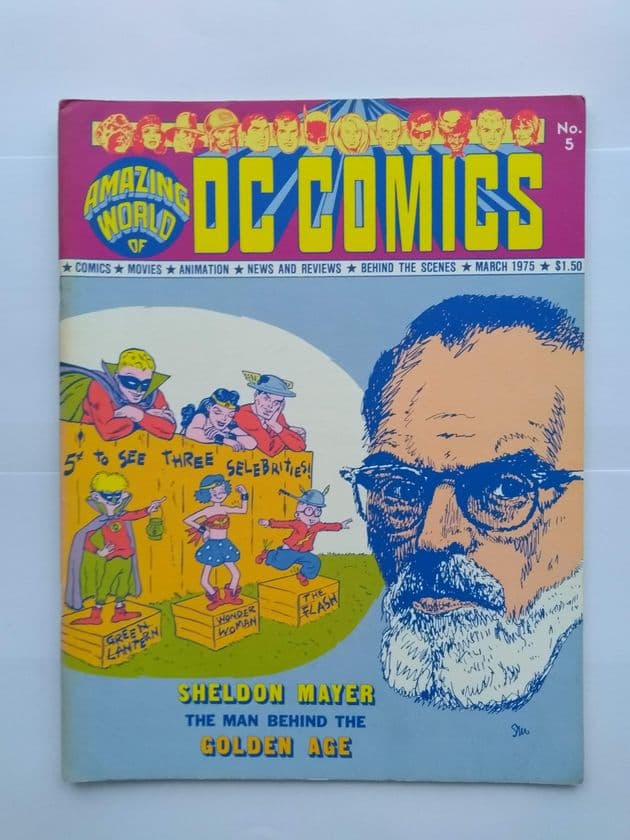 No.
5
AMAZING
WORLD
OF
DC COMICS
★ COMICS ★ MOVIES ★ ANIMATION ★ NEWS AND REVIEWS ★ BEHIND THE SCENES ★ MARCH 1975 ★ $1.50
5¢ TO SEE THREE SELEBRITIES!
GREEN
LANTERN
WONDER
WOMAN
THE
FLASH
SHELDON MAYER
THE MAN BEHIND THE
GOLDEN AGE